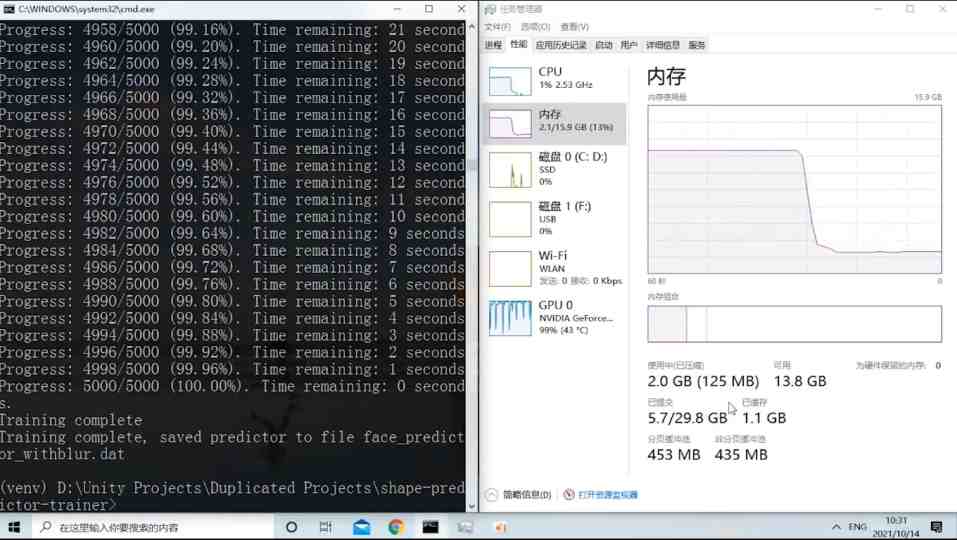 C:\WINDOWS\system32\cmd.exe
Progress: 4958/5000 (99.16%). Time remaining: 21 second
Progress: 4960/5000 (99.20%). Time remaining: 20 second
Progress: 4962/5000 (99.24%). Time remaining: 19 second
Progress: 4964/5000 (99.28%). Time remaining: 18 second
Progress: 4966/5000 (99.32%). Time remaining: 17 second
Progress: 4968/5000 (99.36%). Time remaining: 16 second
Progress: 4970/5000 (99.40%). Time remaining: 15 second
Progress: 4972/5000 (99.44%). Time remaining: 14 second
Progress: 4974/5000 (99.48%). Time remaining: 13 second
Progress: 4976/5000 (99.52%). Time remaining: 12 second
Progress: 4978/5000 (99.56%). Time remaining: 11 second
Progress: 4980/5000 (99.60%). Time remaining: 10 second
Progress: 4982/5000 (99.64%). Time remaining: 9 seconds
Progress: 4984/5000 (99.68%). Time remaining: 8 seconds
Progress: 4986/5000 (99.72%). Time remaining: 7 seconds
Progress: 4988/5000 (99.76%). Time remaining: 6 seconds
Progress: 4990/5000 (99.80%). Time remaining: 5 seconds
Progress: 4992/5000 (99.84%). Time remaining: 4 seconds
Progress: 4994/5000 (99.88%). Time remaining: 3 seconds
Progress: 4996/5000 (99.92%). Time remaining: 2 seconds
Progress: 4998/5000 (99.96%). Time remaining: 1 seconds
Progress: 5000/5000 (100.00%). Time remaining: 0 second
s.
Training complete
Training complete, saved predictor to file face_predict
or_withblur.dat
(venv) D:\Unity Projects\Duplicated Projects\shape-pred
ictor-trainer>
任务管理器
文件(F) 选项(O) 查看(V)
进程 性能 应用历史记录 启动 用户 详细信息 服务
CPU
1% 2.53 GHz
内存
2.1/15.9 GB (13%)
磁盘 0 (C: D:)
SSD
0%
磁盘 1 (F:)
USB
0%
Wi-Fi
WLAN
发送: 0 接收: 0 Kbps
GPU 0
NVIDIA GeForce...
99% (43 °C)
内存
内存使用量 15.9 GB
60 秒 0
内存组合
使用中(已压缩) 可用 为硬件保留的内存: 0
2.0 GB (125 MB) 13.8 GB
已提交 已缓存
5.7/29.8 GB 1.1 GB
分页缓冲池 非分页缓冲池
453 MB 435 MB
简略信息(D) 打开资源监视器
在这里输入你要搜索的内容
ENG
10:31
2021/10/14